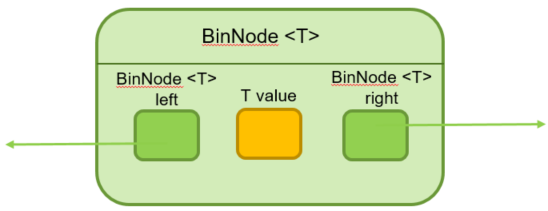 BinNode <T>
BinNode <T>
left
T value
BinNode <T>
right